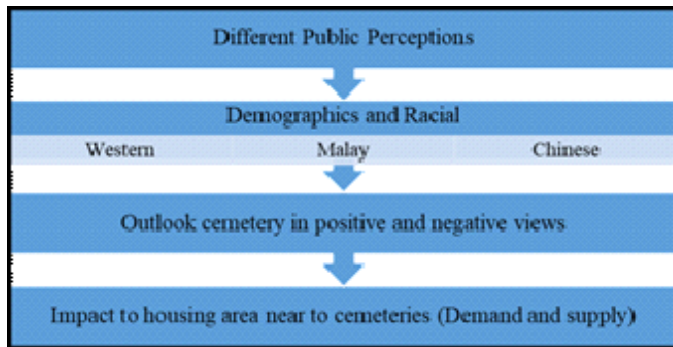 Different Public Perceptions
Demographics and Racial
Western Malay Chinese
Outlook cemetery in positive and negative views
Impact to housing area near to cemeteries (Demand and supply)